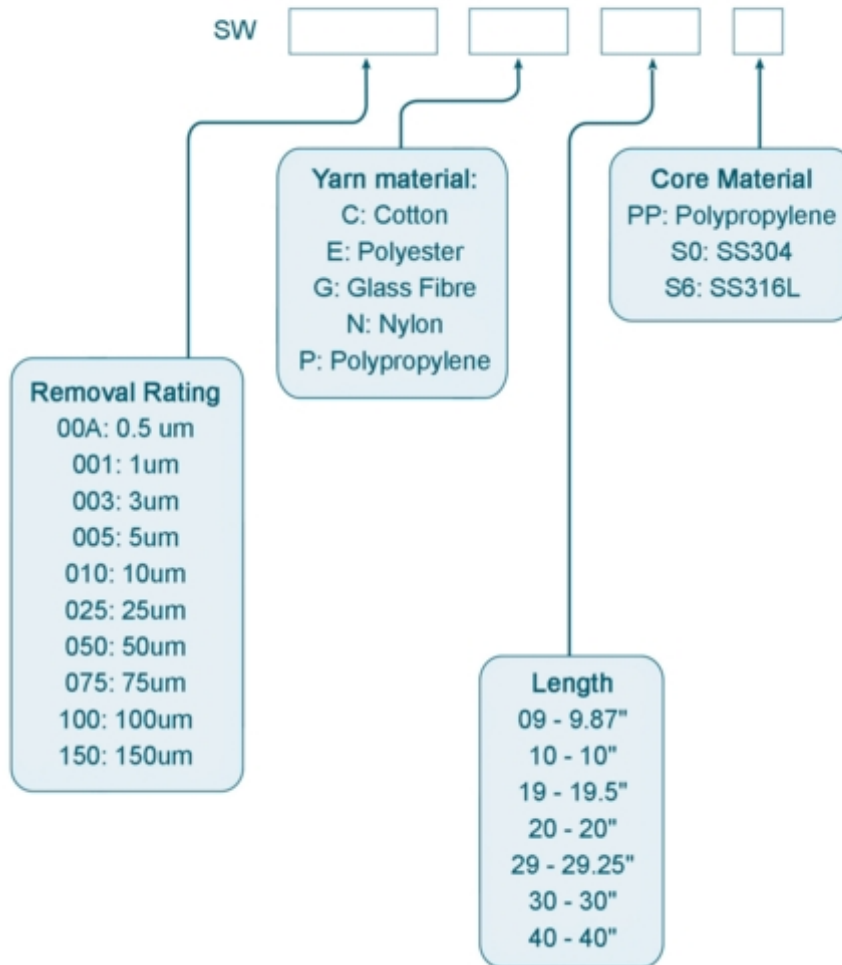 SW
Yarn material:
C: Cotton
E: Polyester
G: Glass Fibre
N: Nylon
P: Polypropylene
Core Material
PP: Polypropylene
S0: SS304
S6: SS316L
Removal Rating
00A: 0.5 um
001: 1um
003: 3um
005: 5um
010: 10um
025: 25um
050: 50um
075: 75um
100: 100um
150: 150um
Length
09 - 9.87"
10 - 10"
19 - 19.5"
20 - 20"
29 - 29.25"
30 - 30"
40 - 40"